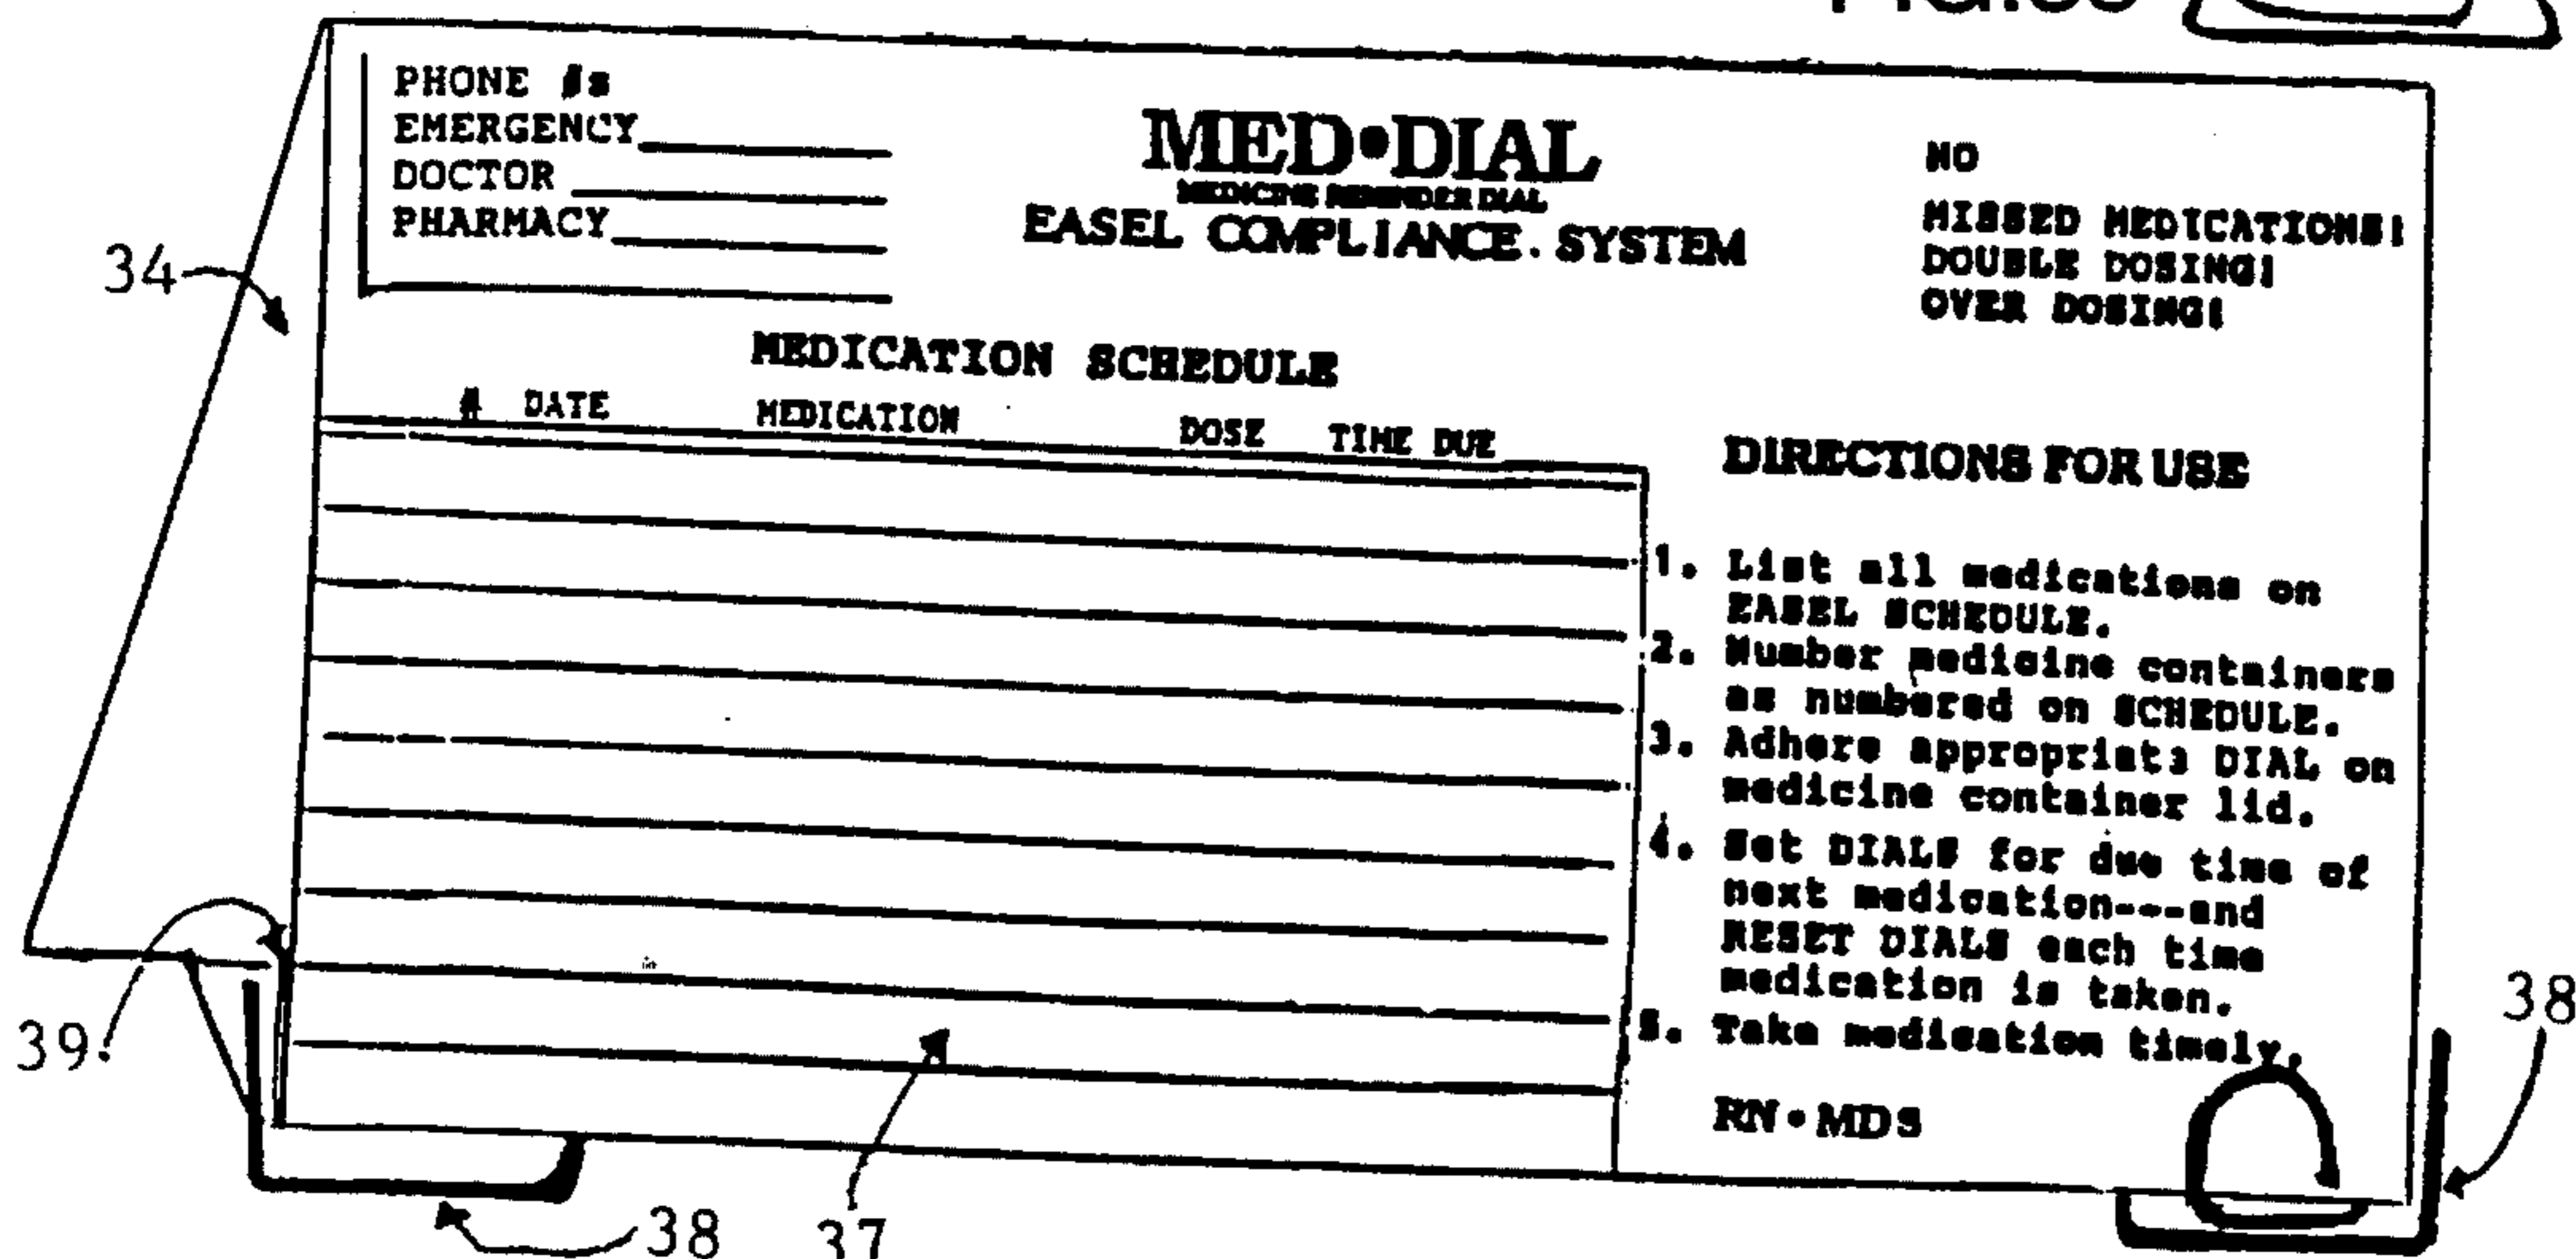 PHONE #s
EMERGENCY
DOCTOR
PHARMACY
MED•DIAL
MEDICINE REMINDER DIAL
EASEL COMPLIANCE. SYSTEM
NO
MISSED MEDICATIONS!
DOUBLE DOSING!
OVER DOSING!
34
MEDICATION SCHEDULE
# DATE MEDICATION DOSE TIME DUE
DIRECTIONS FOR USE
1. List all medications on
EASEL SCHEDULE.
2. Number medicine containers
as numbered on SCHEDULE.
3. Adhere appropriate DIAL on
medicine container lid.
4. Set DIALS for due time of
next medication---and
RESET DIALS each time
medication is taken.
5. Take medication timely.
RN•MDS
39
38
37
38